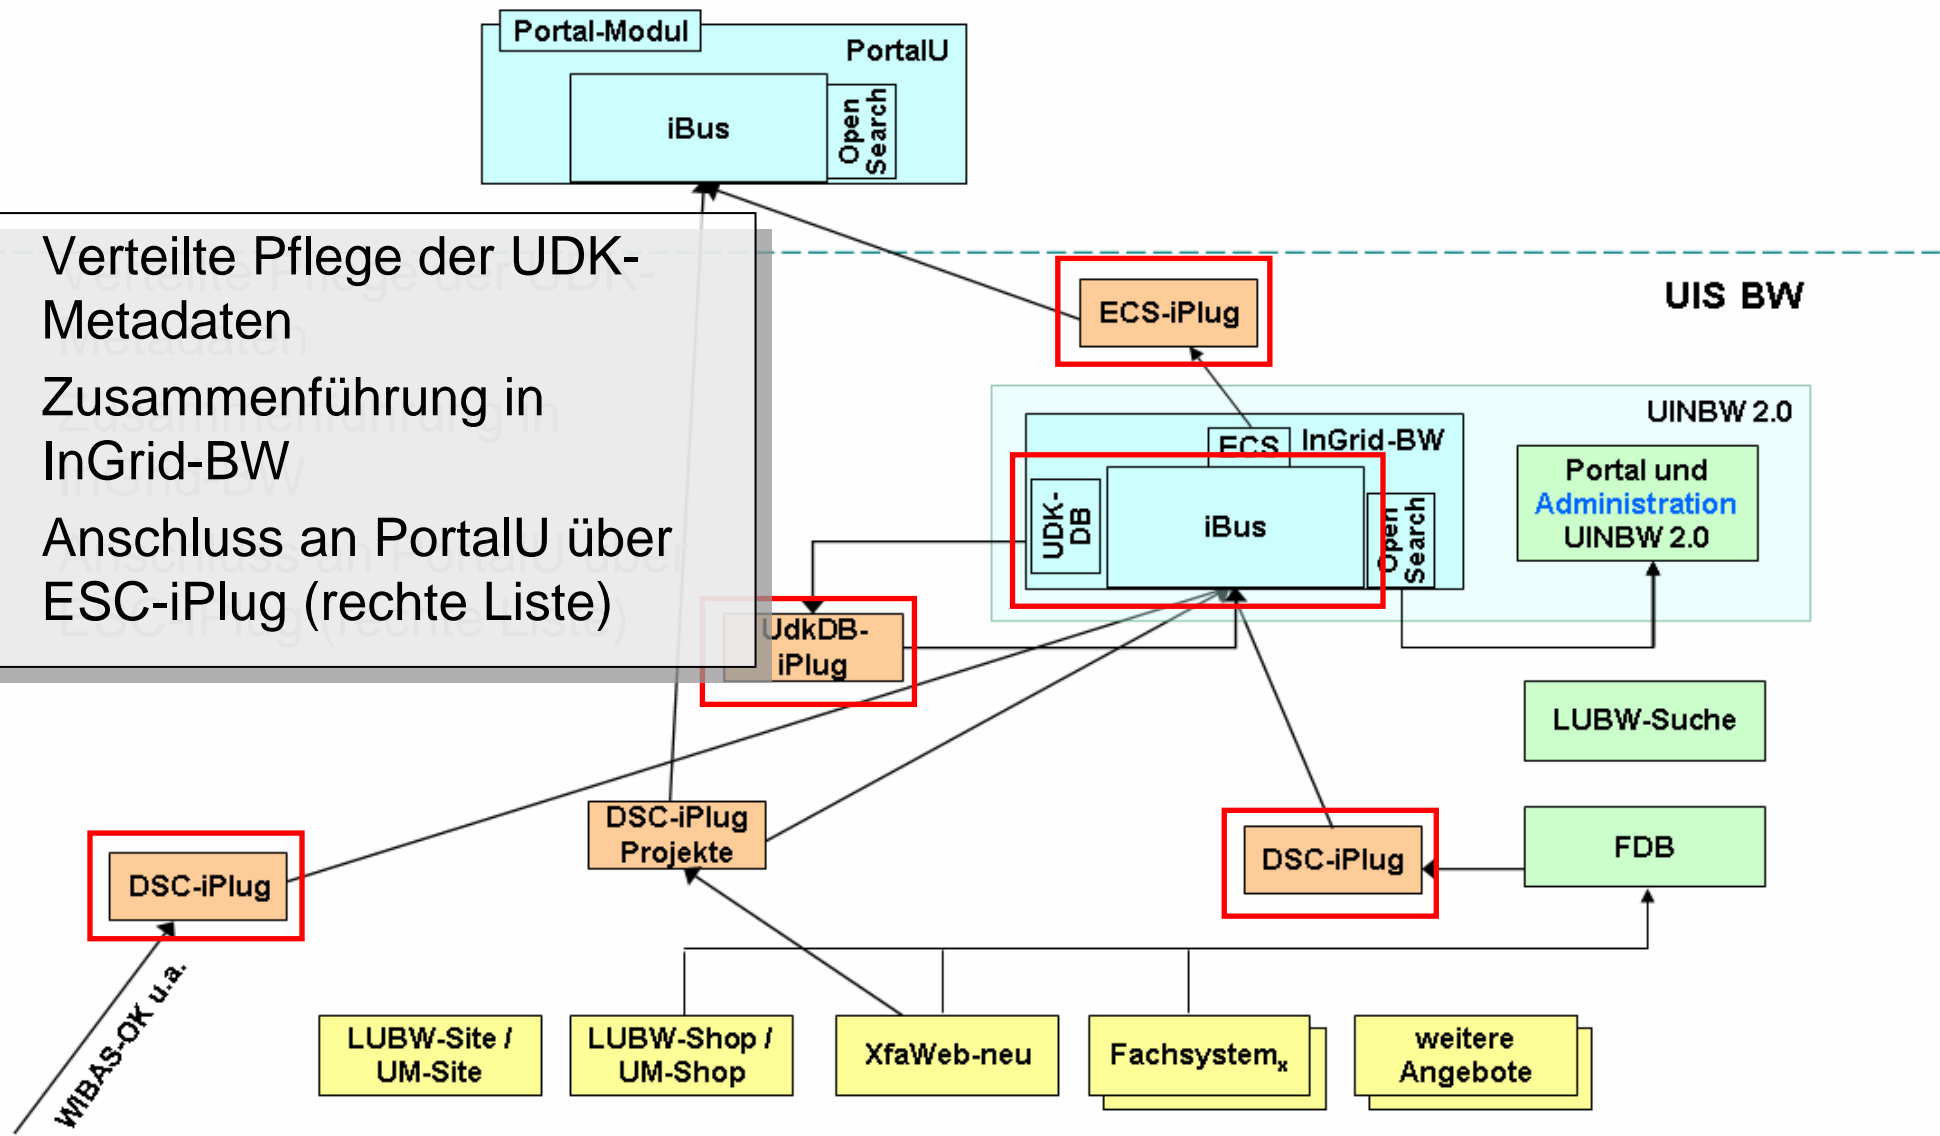 Portal-Modul
PortalU
iBus
Open
Search
Verteilte Pflege der UDK-
Metadaten
Zusammenführung in
InGrid-BW
Anschluss an PortalU über
ESC-iPlug (rechte Liste)
UIS BW
ECS-iPlug
UINBW 2.0
ECS
InGrid-BW
UDK-
DB
iBus
Open
Search
Portal und
Administration
UINBW 2.0
UdkDB-
iPlug
LUBW-Suche
DSC-iPlug
Projekte
FDB
DSC-iPlug
DSC-iPlug
WIBAS-OK u.a.
LUBW-Site /
UM-Site
LUBW-Shop /
UM-Shop
XfaWeb-neu
Fachsystemx
weitere
Angebote